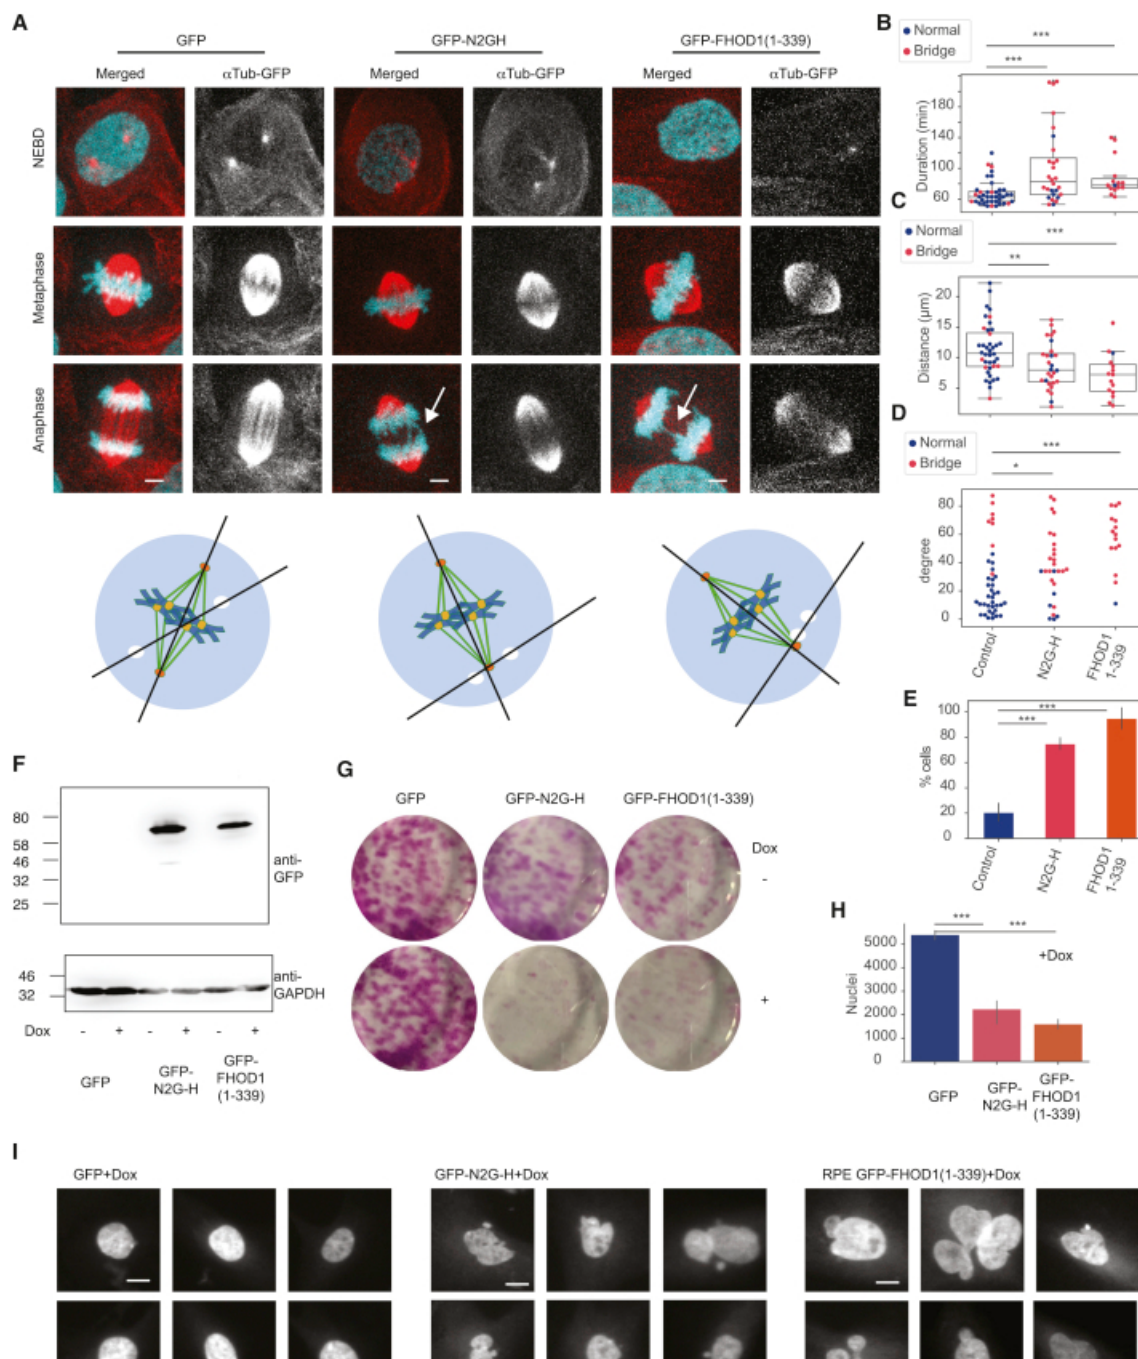 A
GFP
GFP-N2GH
GFP-FHOD1(1-339)
Merged
αTub-GFP
Merged
αTub-GFP
Merged
αTub-GFP
NEBD
Metaphase
Anaphase
B
Normal
Bridge
***
***
Duration (min)
180
140
100
60
C
Normal
Bridge
***
**
Distance (μm)
20
15
10
5
D
Normal
Bridge
***
*
degree
80
60
40
20
0
Control
N2G-H
FHOD1
1-339
E
***
***
% cells
100
80
60
40
20
0
Control
N2G-H
FHOD1
1-339
F
80
58
46
32
25
anti-
GFP
46
32
anti-
GAPDH
Dox - + - + - +
GFP
GFP-
N2G-H
GFP-
FHOD1
(1-339)
G
GFP
GFP-N2G-H
GFP-FHOD1(1-339)
Dox
-
+
H
***
***
+Dox
Nuclei
5000
4000
3000
2000
1000
0
GFP
GFP-
N2G-H
GFP-
FHOD1
(1-339)
I
GFP+Dox
GFP-N2G-H+Dox
RPE GFP-FHOD1(1-339)+Dox